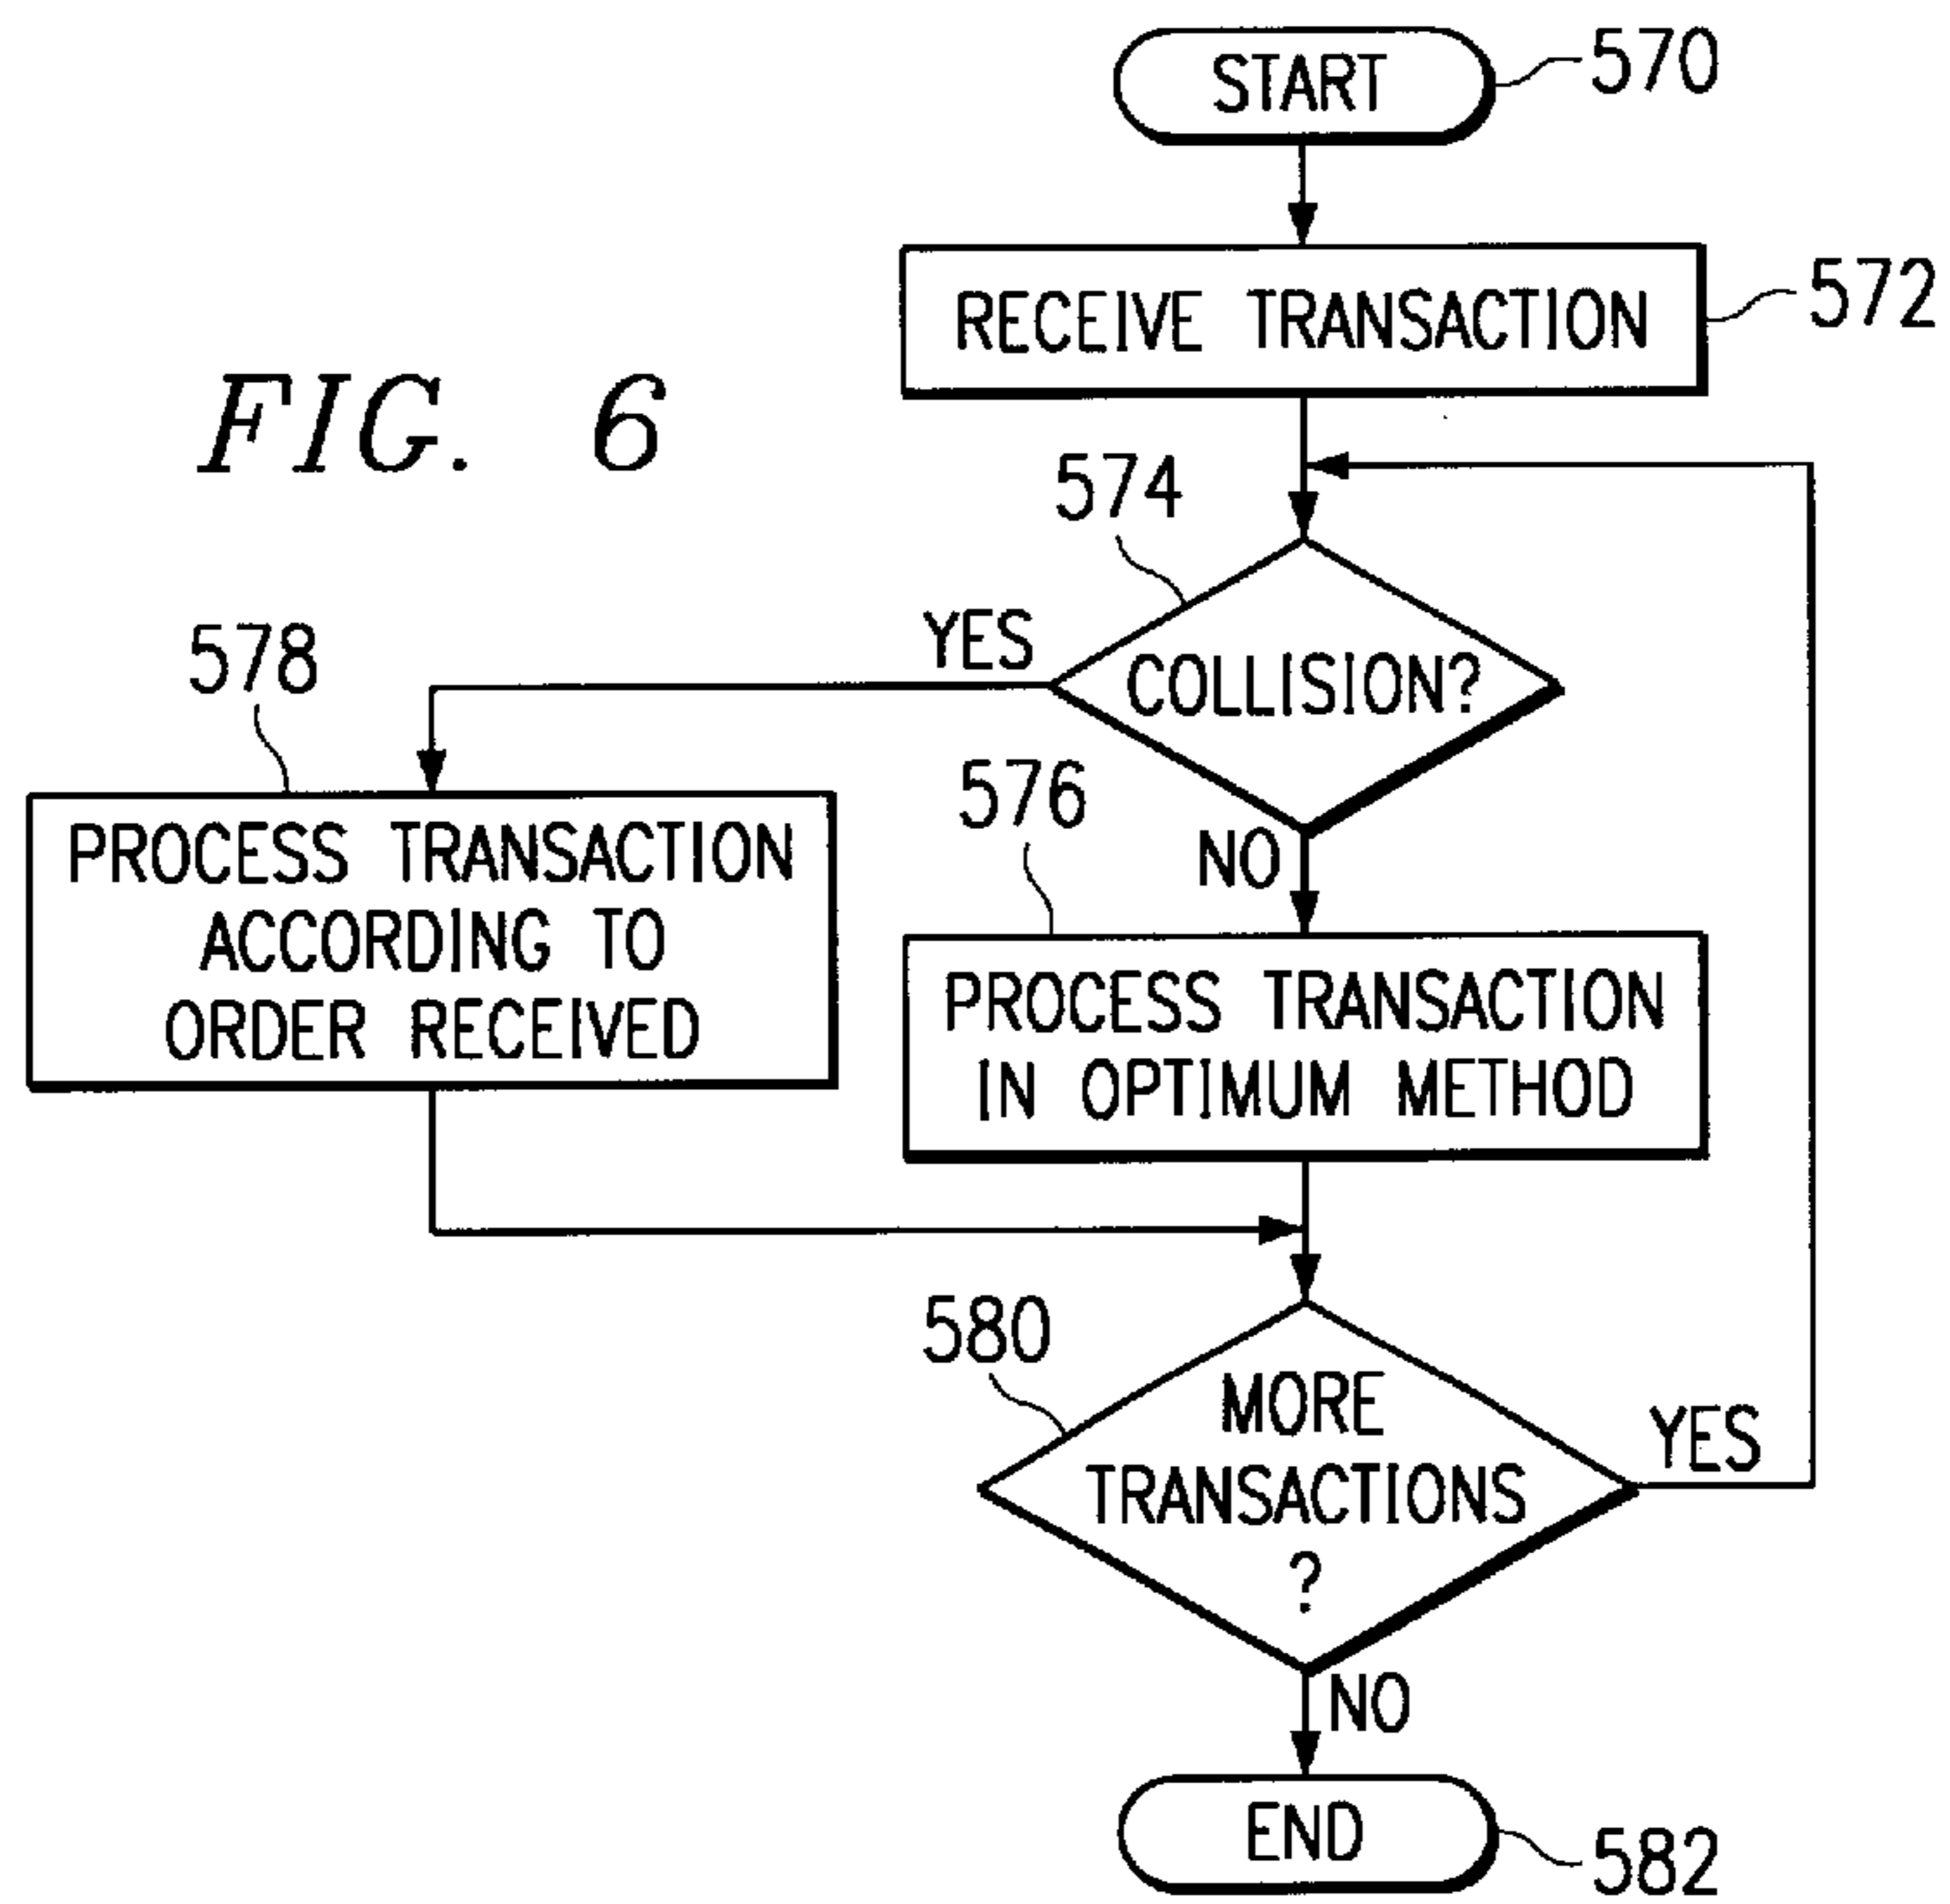 START
570
RECEIVE TRANSACTION
572
FIG. 6
574
COLLISION?
YES
NO
578
PROCESS TRANSACTION
ACCORDING TO
ORDER RECEIVED
576
PROCESS TRANSACTION
IN OPTIMUM METHOD
580
MORE
TRANSACTIONS
?
YES
NO
END
582